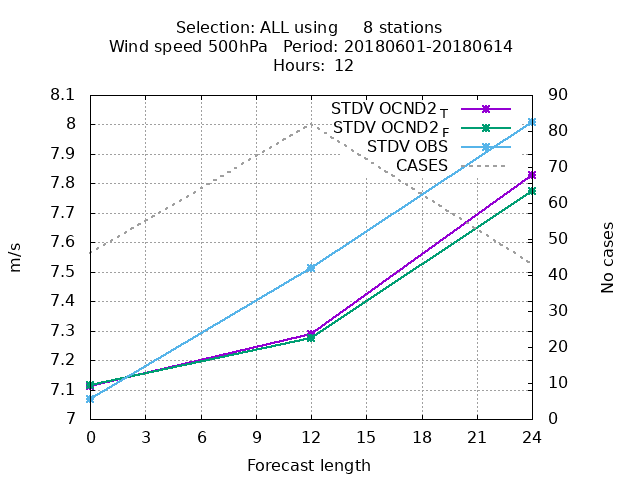 Selection: ALL using     8 stations
Wind speed 500hPa   Period: 20180601-20180614
Hours: 12
8.1
8
7.9
7.8
7.7
7.6
7.5
7.4
7.3
7.2
7.1
7
m/s
STDV OCND2 T
STDV OCND2 F
STDV OBS
CASES
90
80
70
60
50
40
30
20
10
0
No cases
0 3 6 9 12 15 18 21 24
Forecast length